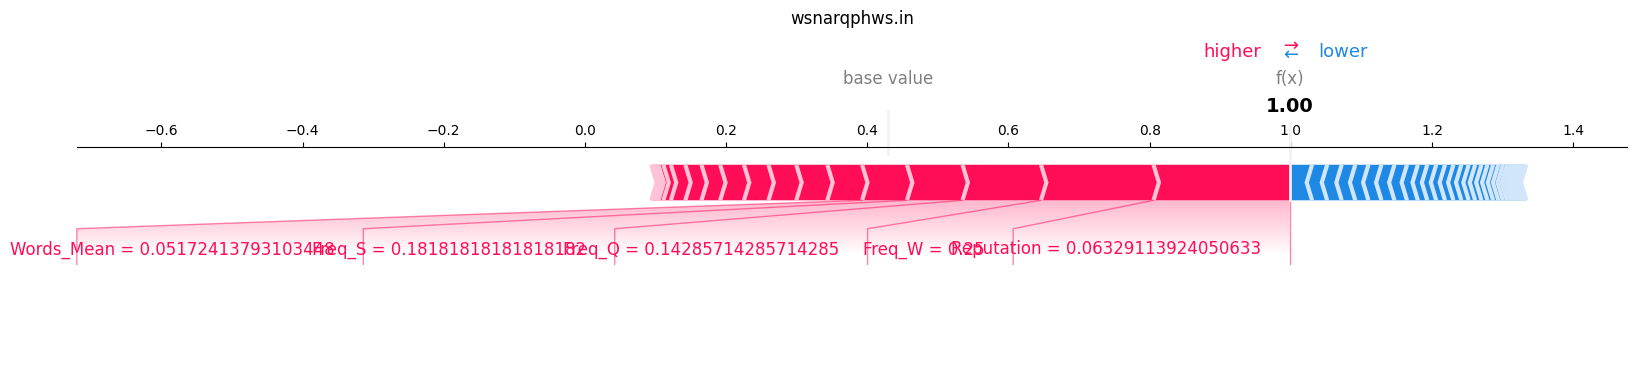 wsnarqphws.in
higher ⇄ lower
base value f(x)
1.00
−0.6 −0.4 −0.2 0.0 0.2 0.4 0.6 0.8 1.0 1.2 1.4
Words_Mean = 0.05172413793103448 Freq_S = 0.18181818181818182 Freq_Q = 0.14285714285714285 Freq_W = 0.25 Reputation = 0.06329113924050633